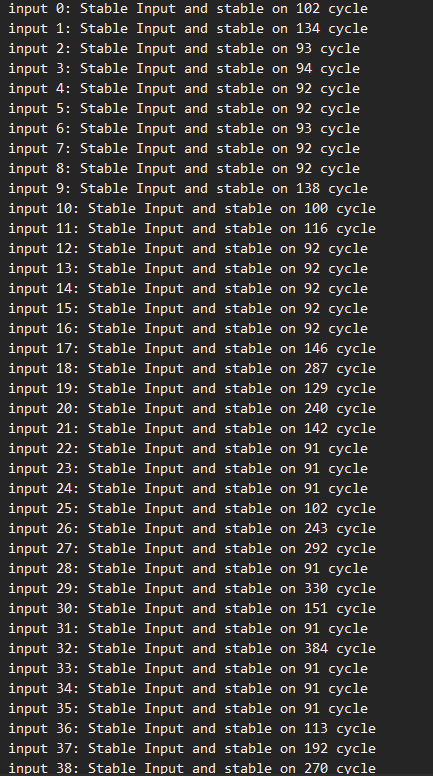 input 0: Stable Input and stable on 102 cycle
input 1: Stable Input and stable on 134 cycle
input 2: Stable Input and stable on 93 cycle
input 3: Stable Input and stable on 94 cycle
input 4: Stable Input and stable on 92 cycle
input 5: Stable Input and stable on 92 cycle
input 6: Stable Input and stable on 93 cycle
input 7: Stable Input and stable on 92 cycle
input 8: Stable Input and stable on 92 cycle
input 9: Stable Input and stable on 138 cycle
input 10: Stable Input and stable on 100 cycle
input 11: Stable Input and stable on 116 cycle
input 12: Stable Input and stable on 92 cycle
input 13: Stable Input and stable on 92 cycle
input 14: Stable Input and stable on 92 cycle
input 15: Stable Input and stable on 92 cycle
input 16: Stable Input and stable on 92 cycle
input 17: Stable Input and stable on 146 cycle
input 18: Stable Input and stable on 287 cycle
input 19: Stable Input and stable on 129 cycle
input 20: Stable Input and stable on 240 cycle
input 21: Stable Input and stable on 142 cycle
input 22: Stable Input and stable on 91 cycle
input 23: Stable Input and stable on 91 cycle
input 24: Stable Input and stable on 91 cycle
input 25: Stable Input and stable on 102 cycle
input 26: Stable Input and stable on 243 cycle
input 27: Stable Input and stable on 292 cycle
input 28: Stable Input and stable on 91 cycle
input 29: Stable Input and stable on 330 cycle
input 30: Stable Input and stable on 151 cycle
input 31: Stable Input and stable on 91 cycle
input 32: Stable Input and stable on 384 cycle
input 33: Stable Input and stable on 91 cycle
input 34: Stable Input and stable on 91 cycle
input 35: Stable Input and stable on 91 cycle
input 36: Stable Input and stable on 113 cycle
input 37: Stable Input and stable on 192 cycle
input 38: Stable Input and stable on 270 cycle